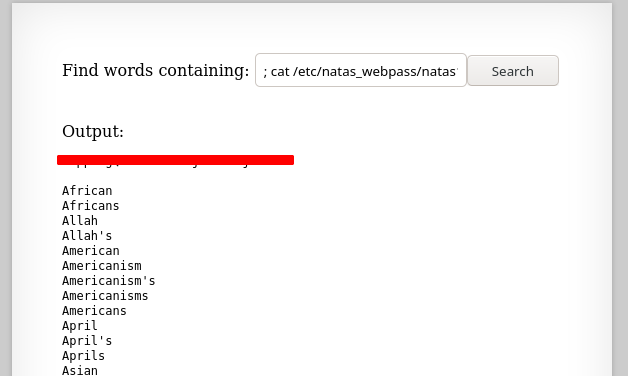 Find words containing: ; cat /etc/natas_webpass/natas Search
Output:
African
Africans
Allah
Allah's
American
Americanism
Americanism's
Americanisms
Americans
April
April's
Aprils
Asian